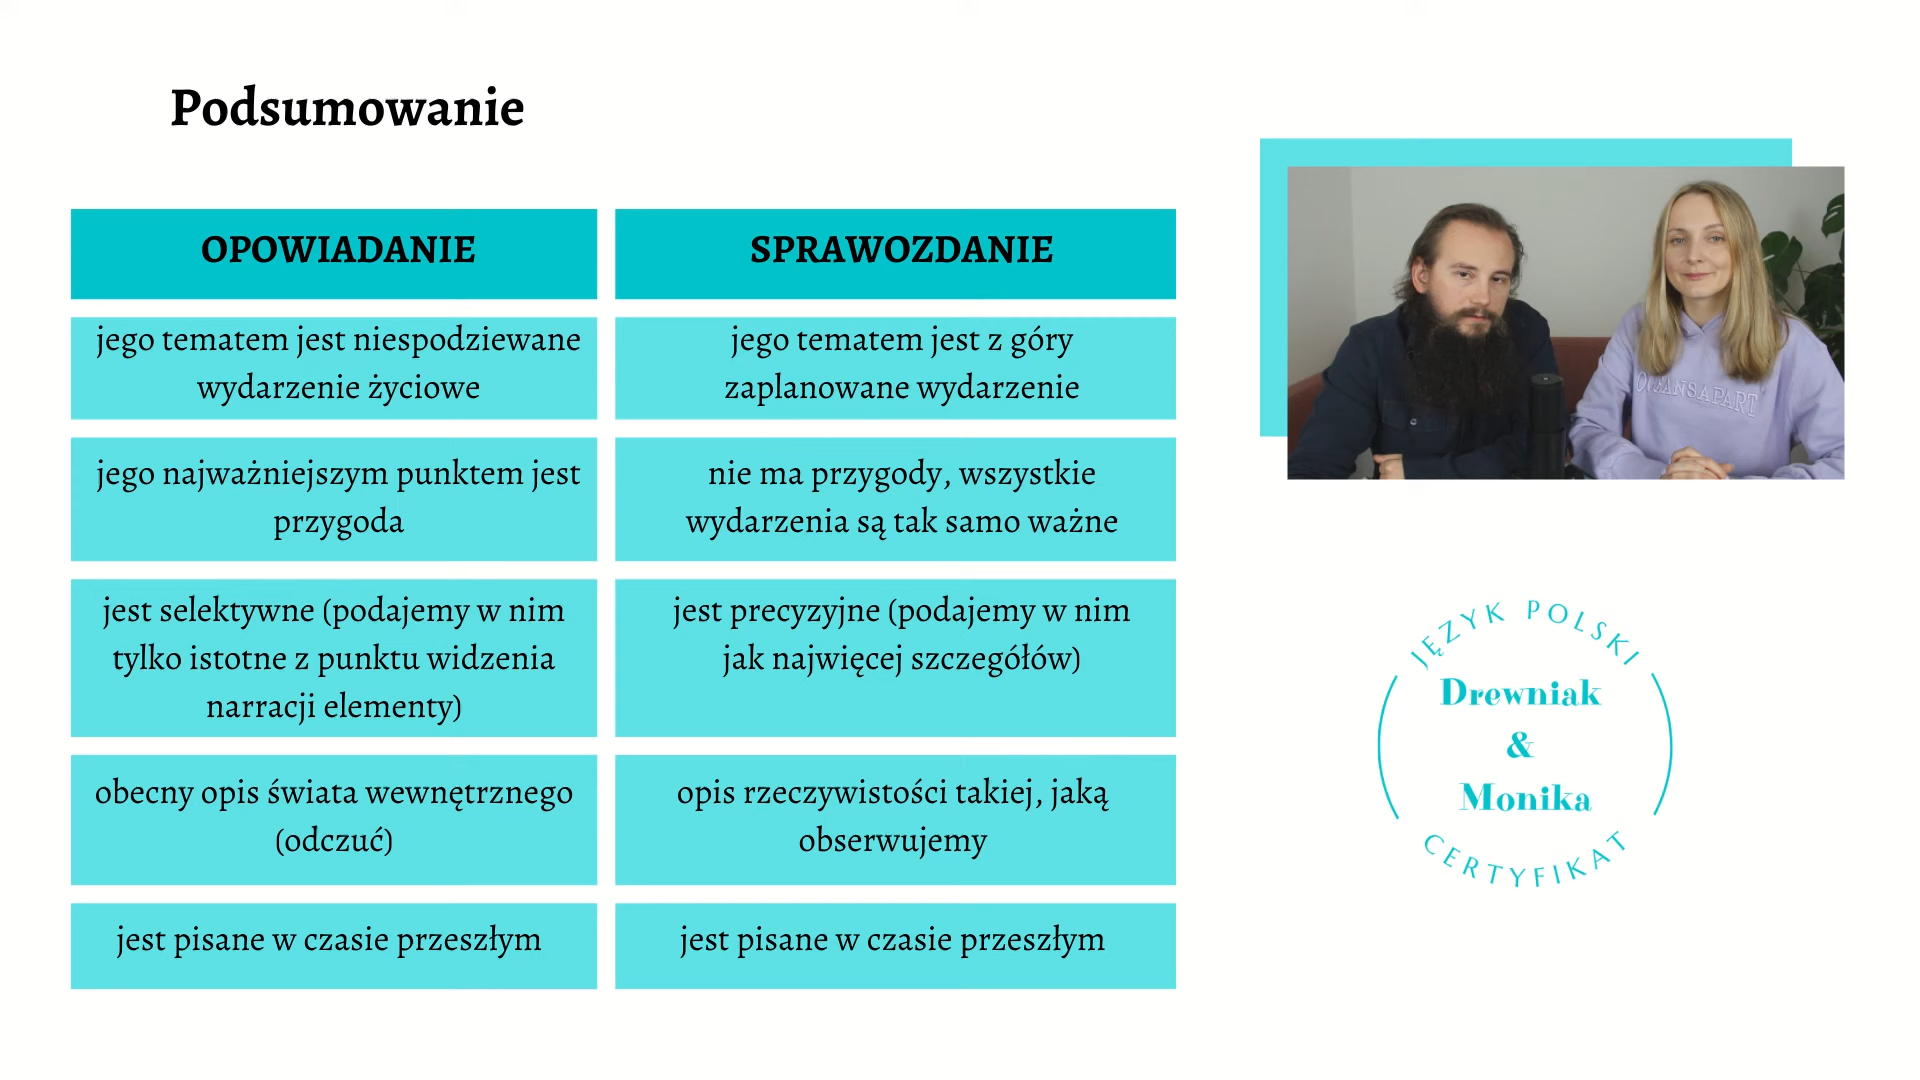 Podsumowanie
OPOWIADANIE
SPRAWOZDANIE
jego tematem jest niespodziewane
wydarzenie życiowe
jego tematem jest z góry
zaplanowane wydarzenie
jego najważniejszym punktem jest
przygoda
nie ma przygody, wszystkie
wydarzenia są tak samo ważne
jest selektywne (podajemy w nim
tylko istotne z punktu widzenia
narracji elementy)
jest precyzyjne (podajemy w nim
jak najwięcej szczegółów)
obecny opis świata wewnętrznego
(odczuć)
opis rzeczywistości takiej, jaką
obserwujemy
jest pisane w czasie przeszłym
jest pisane w czasie przeszłym
OCEANSAPART
JĘZYK POLSKI
Drewniak
&
Monika
CERTYFIKAT